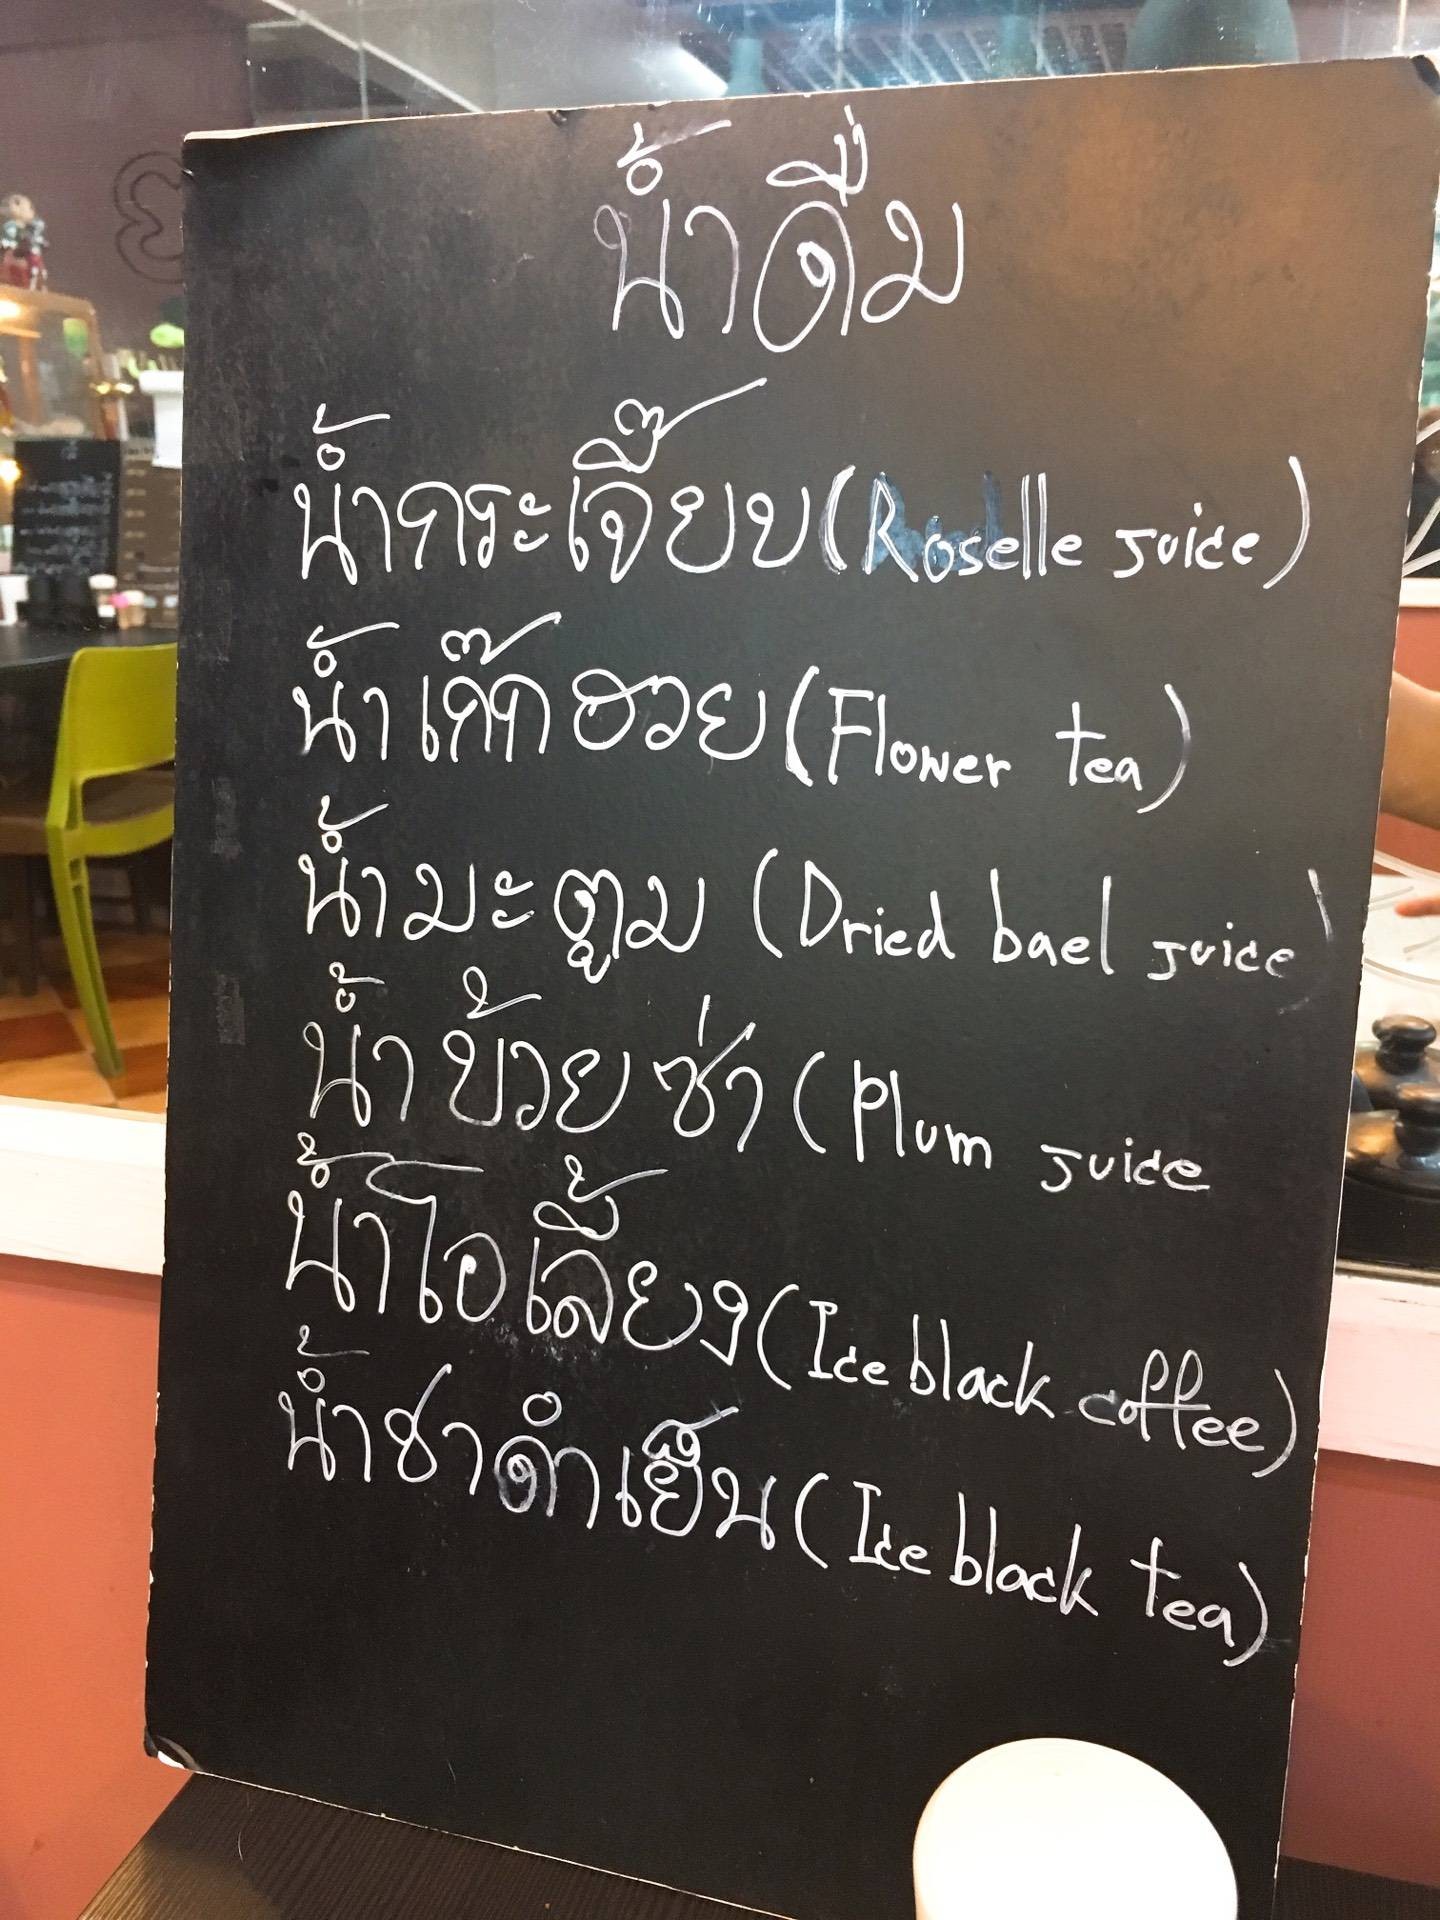 น้ำดื่ม
น้ำกระเจี๊ยบ (Roselle juice)
น้ำเก๊กฮวย (Flower tea)
น้ำมะตูม (Dried bael juice)
น้ำบ้วยซ่า (Plum juice
น้ำโอเลี้ยง (Ice black coffee)
น้ำชาดำเย็น (Ice black tea)